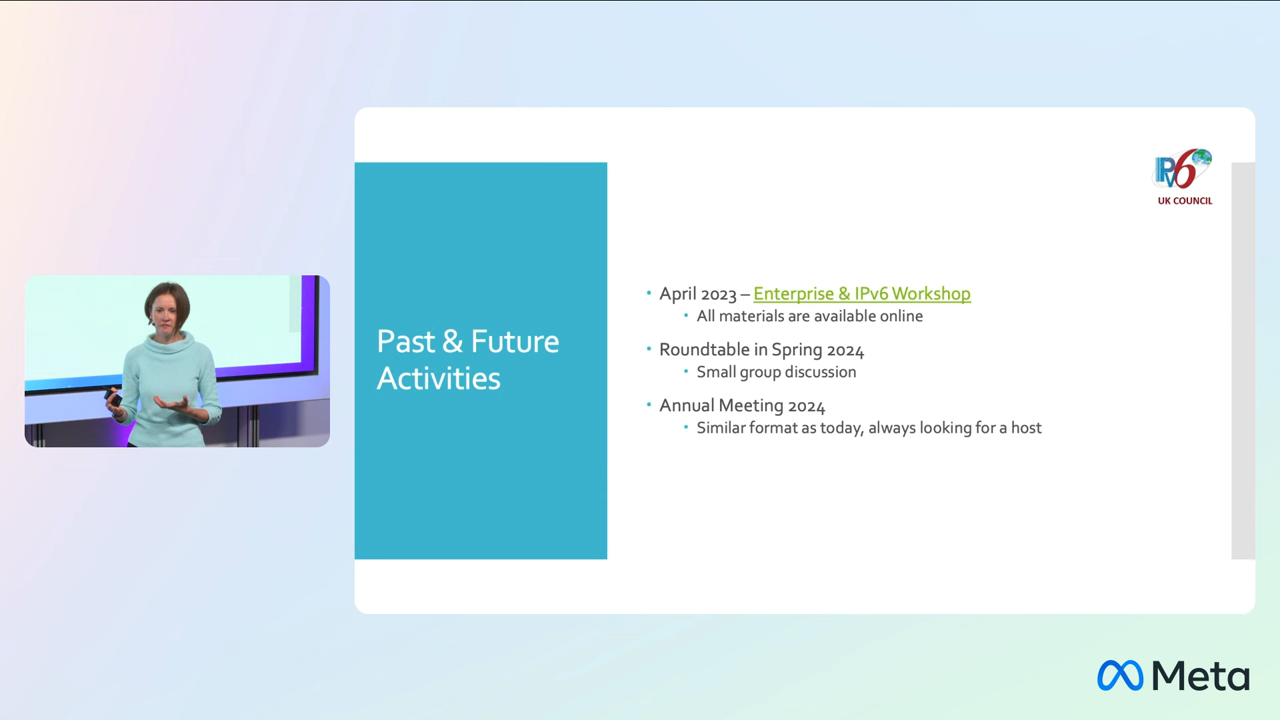 IPv6
UK COUNCIL
Past & Future
Activities
• April 2023 – Enterprise & IPv6 Workshop
• All materials are available online
• Roundtable in Spring 2024
• Small group discussion
• Annual Meeting 2024
• Similar format as today, always looking for a host
Meta